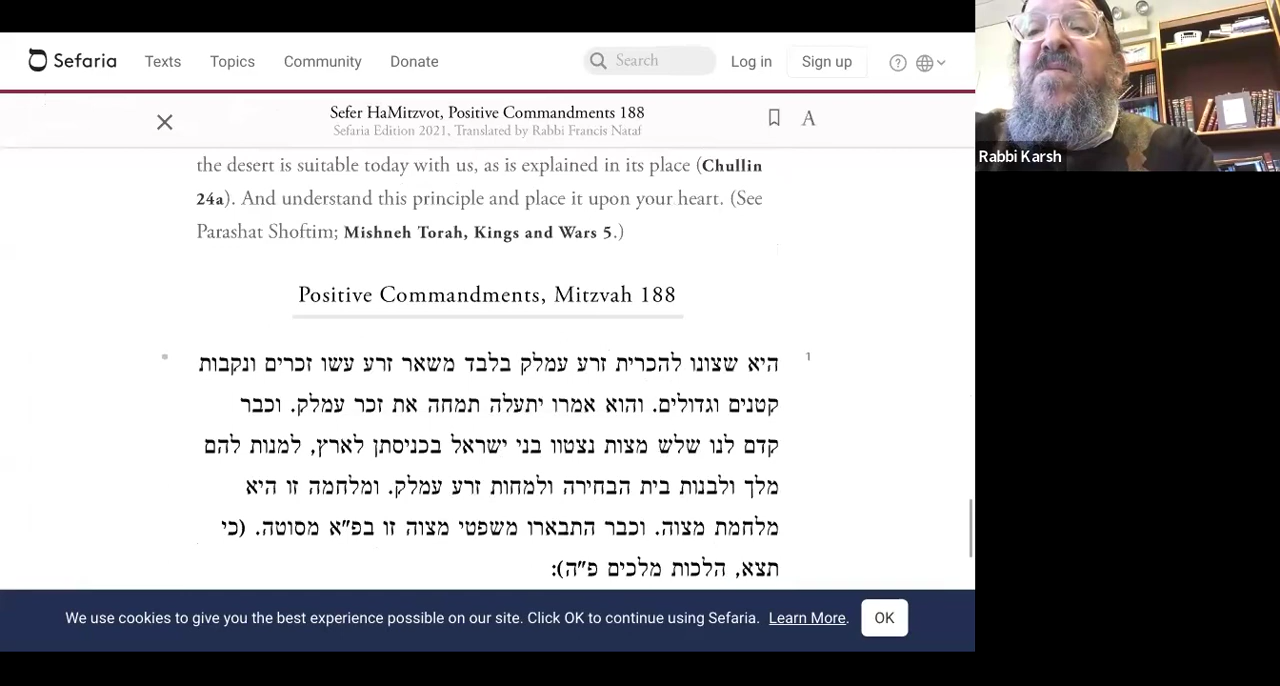 Sefaria Texts Topics Community Donate Search Log in Sign up
Sefer HaMitzvot, Positive Commandments 188
Sefaria Edition 2021, Translated by Rabbi Francis Nataf
A
the desert is suitable today with us, as is explained in its place (Chullin
24a). And understand this principle and place it upon your heart. (See
Parashat Shoftim; Mishneh Torah, Kings and Wars 5.)
Positive Commandments, Mitzvah 188
1
היא שצונו להכרית זרע עמלק בלבד משאר זרע עשו זכרים ונקבות
קטנים וגדולים. והוא אמרו יתעלה תמחה את זכר עמלק. וכבר
קדם לנו שלש מצות נצטוו בני ישראל בכניסתן לארץ, למנות להם
מלך ולבנות בית הבחירה ולמחות זרע עמלק. ומלחמה זו היא
מלחמת מצוה. וכבר התבארו משפטי מצוה זו בפ"א מסוטה. (כי
תצא, הלכות מלכים פ"ה):
We use cookies to give you the best experience possible on our site. Click OK to continue using Sefaria. Learn More. OK
Rabbi Karsh